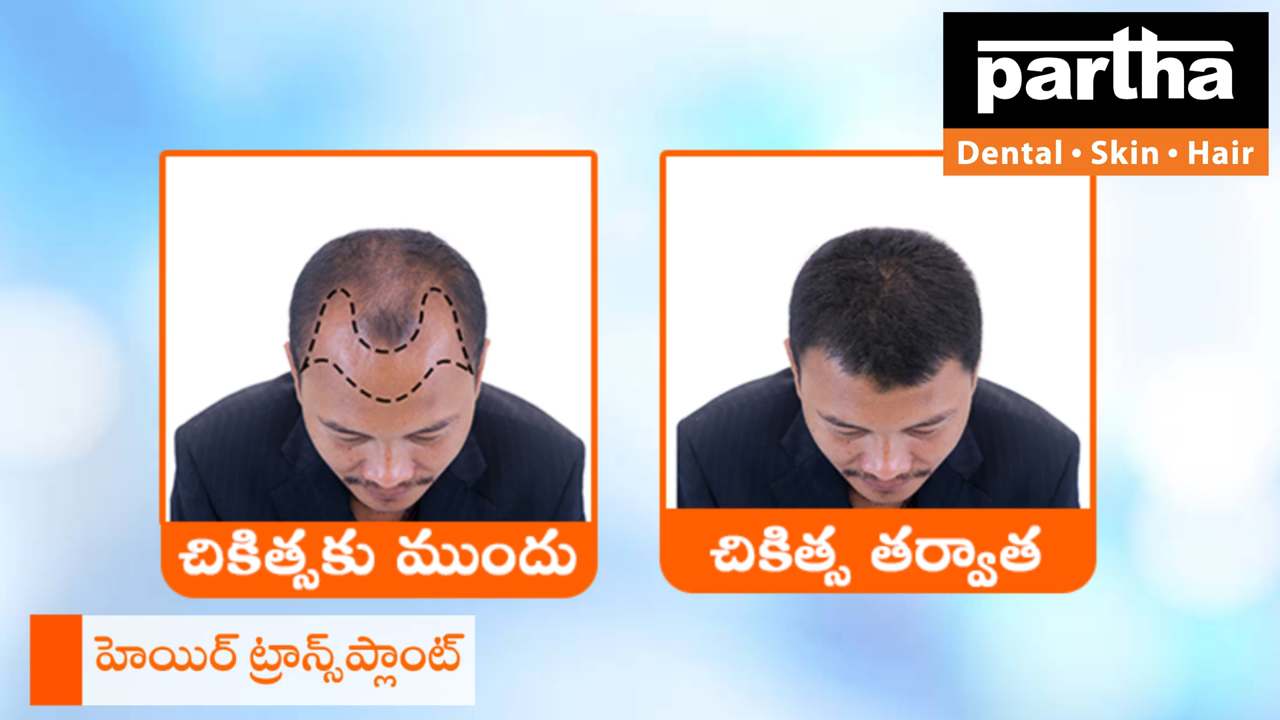 partha
Dental • Skin • Hair
చికిత్సకు ముందు
చికిత్స తర్వాత
హెయిర్ ట్రాన్స్‌ప్లాంట్